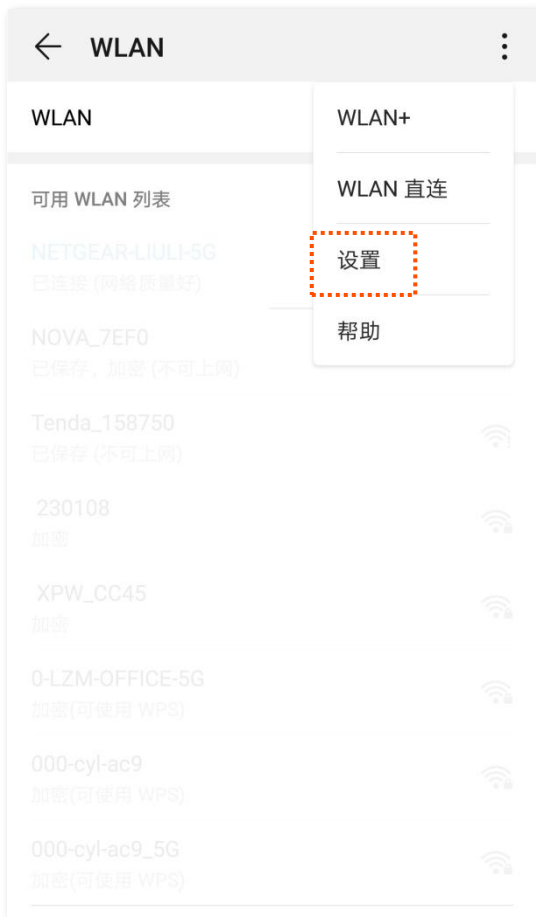 WLAN
WLAN
WLAN+
WLAN 直连
设置
帮助
可用 WLAN 列表
NETGEAR-LIULI-5G
已连接 (网络质量好)
NOVA_7EF0
已保存，加密 (不可上网)
Tenda_158750
已保存 (不可上网)
230108
加密
XPW_CC45
加密
0-LZM-OFFICE-5G
加密(可使用 WPS)
000-cyl-ac9
加密(可使用 WPS)
000-cyl-ac9_5G
加密(可使用 WPS)